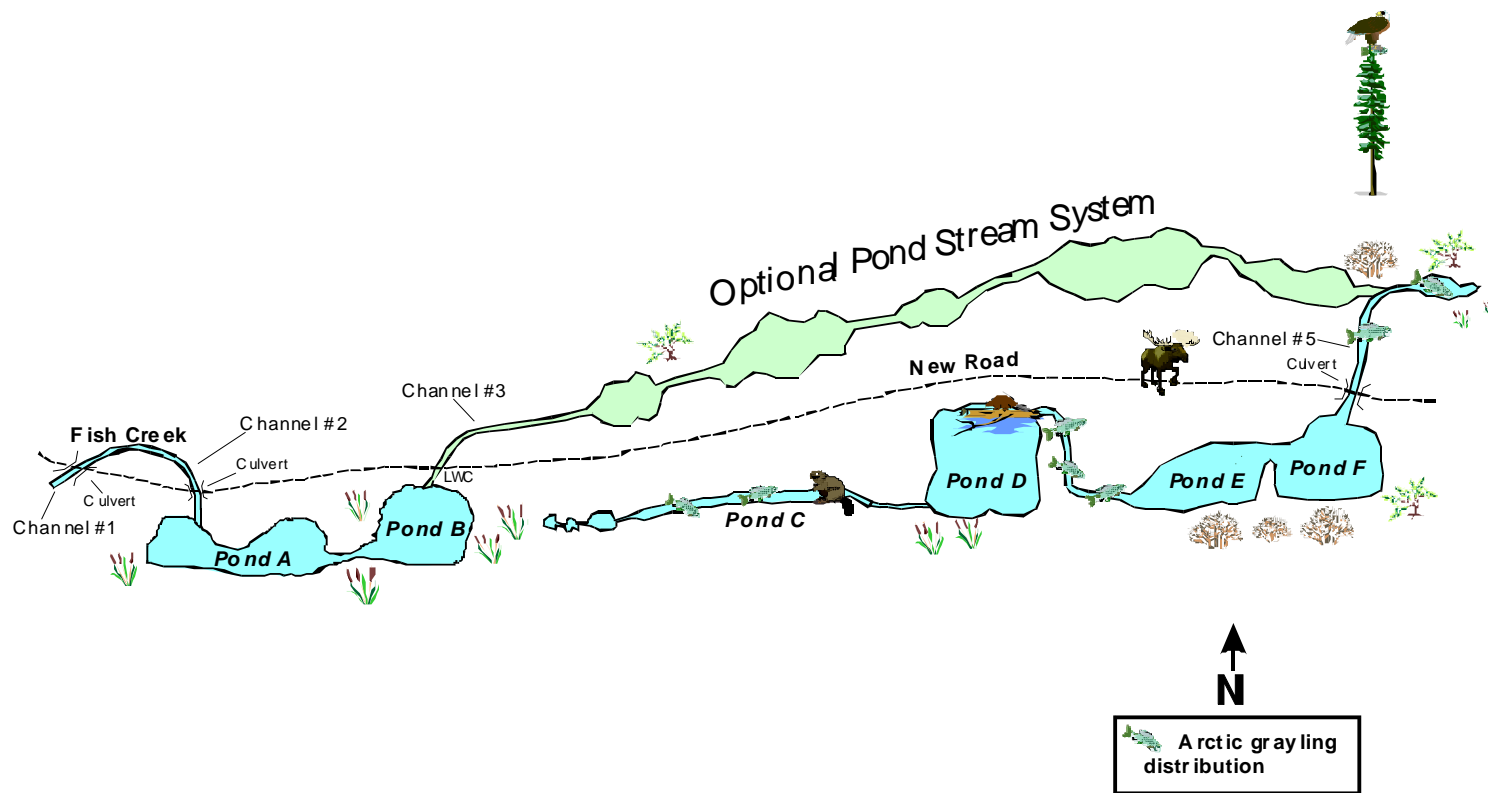 Optional Pond Stream System
Channel #5
Culvert
New Road
Channel #3
Channel #2
Fish Creek
Culvert
Culvert
LWC
Channel #1
Pond A
Pond B
Pond C
Pond D
Pond E
Pond F
N
Arctic grayling
distribution